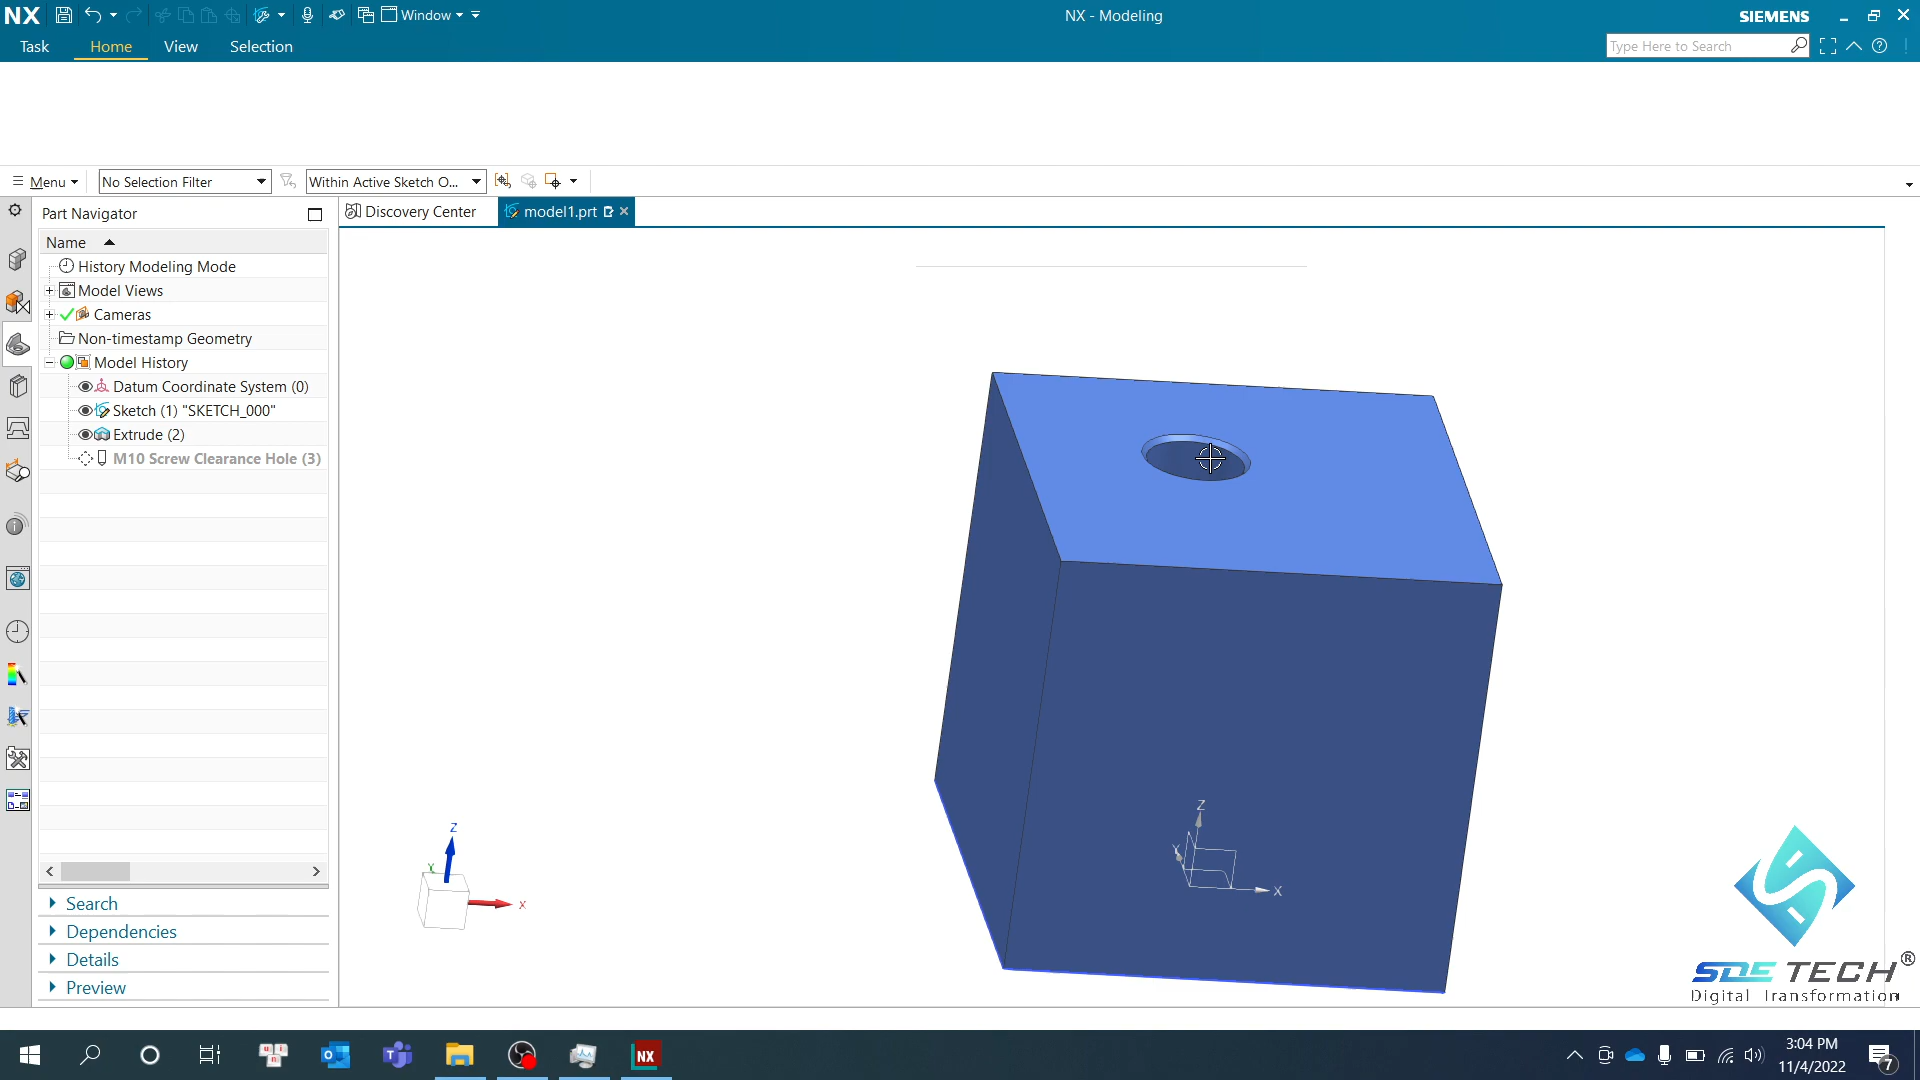 NX
Window
NX - Modeling
SIEMENS
Task
Home
View
Selection
Type Here to Search
Menu
No Selection Filter
Within Active Sketch O...
Part Navigator
Discovery Center
model1.prt
Name
History Modeling Mode
Model Views
Cameras
Non-timestamp Geometry
Model History
Datum Coordinate System (0)
Sketch (1) "SKETCH_000"
Extrude (2)
M10 Screw Clearance Hole (3)
Z
Y
X
Z
Y
X
Search
Dependencies
Details
Preview
SDE TECH®
Digital Transformation
NX
3:04 PM
11/4/2022
7